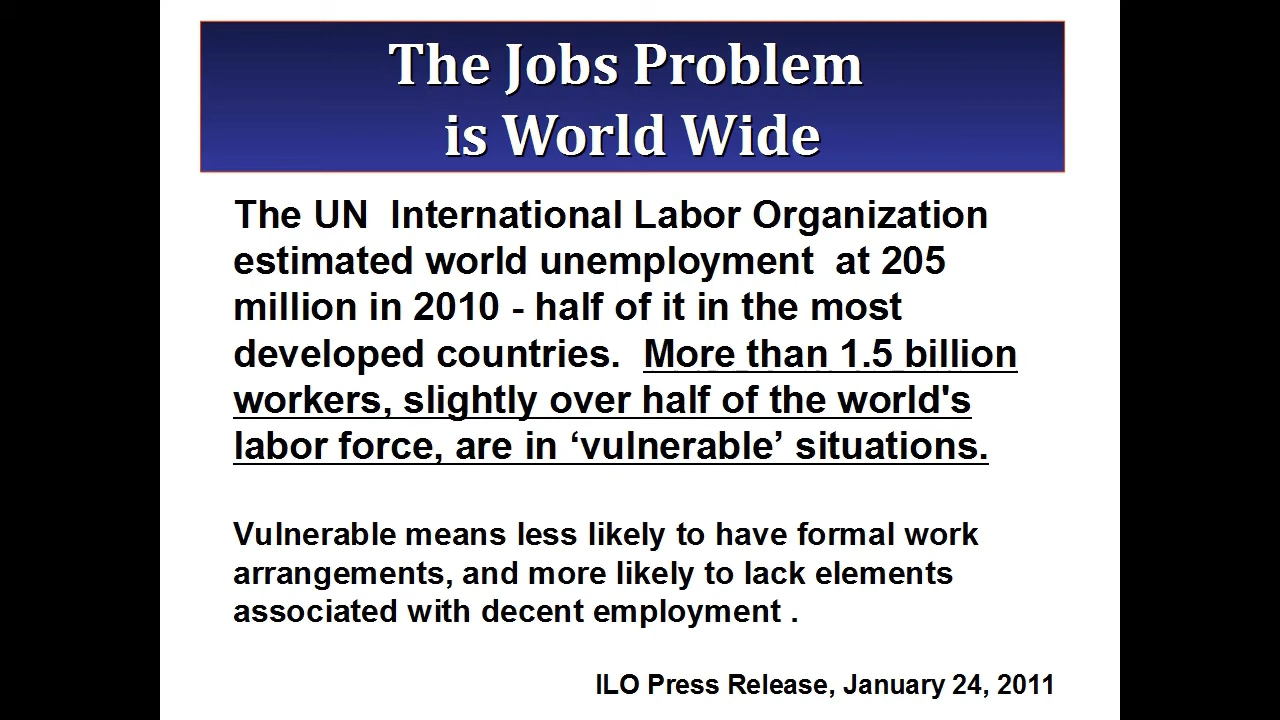 The Jobs Problem
is World Wide
The UN  International Labor Organization
estimated world unemployment  at 205
million in 2010 - half of it in the most
developed countries.  More than 1.5 billion
workers, slightly over half of the world's
labor force, are in ‘vulnerable’ situations.
Vulnerable means less likely to have formal work
arrangements, and more likely to lack elements
associated with decent employment .
ILO Press Release, January 24, 2011